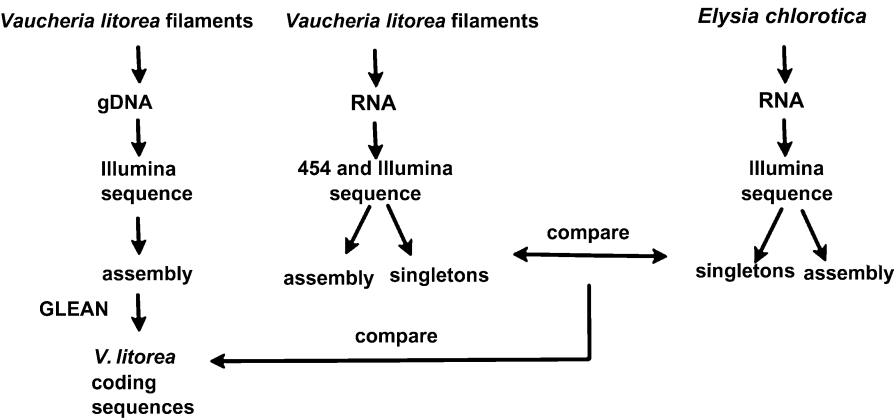 Vaucheria litorea filaments
gDNA
Illumina
sequence
assembly
GLEAN
V. litorea
coding
sequences
Vaucheria litorea filaments
RNA
454 and Illumina
sequence
assembly
singletons
compare
compare
Elysia chlorotica
RNA
Illumina
sequence
singletons
assembly